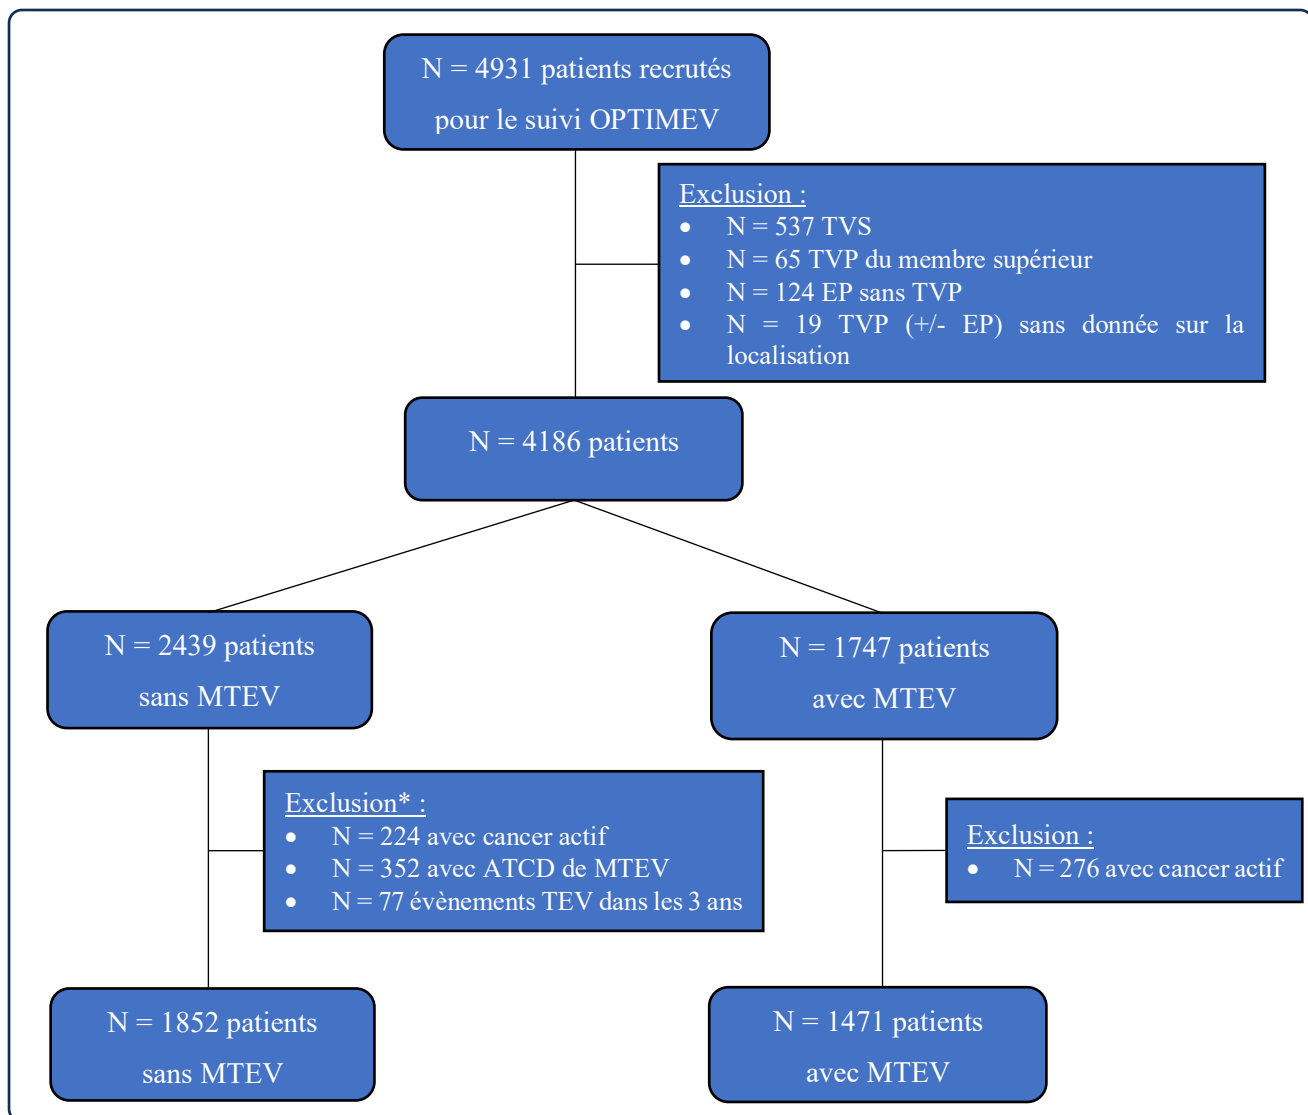 N = 4931 patients recrutés
pour le suivi OPTIMEV
Exclusion :
• N = 537 TVS
• N = 65 TVP du membre supérieur
• N = 124 EP sans TVP
• N = 19 TVP (+/- EP) sans donnée sur la
localisation
N = 4186 patients
N = 2439 patients
sans MTEV
N = 1747 patients
avec MTEV
Exclusion* :
• N = 224 avec cancer actif
• N = 352 avec ATCD de MTEV
• N = 77 évènements TEV dans les 3 ans
Exclusion :
• N = 276 avec cancer actif
N = 1852 patients
sans MTEV
N = 1471 patients
avec MTEV